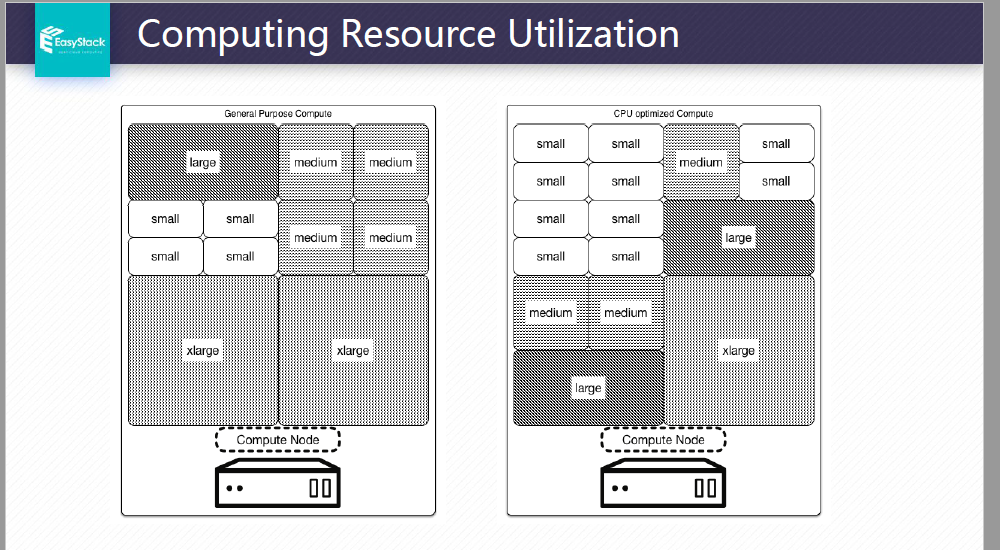 EasyStack
Computing Resource Utilization
General Purpose Compute
large
medium
medium
small
small
medium
medium
small
small
xlarge
xlarge
Compute Node
CPU optimized Compute
small
small
medium
small
small
small
small
small
small
large
small
small
medium
medium
xlarge
large
Compute Node